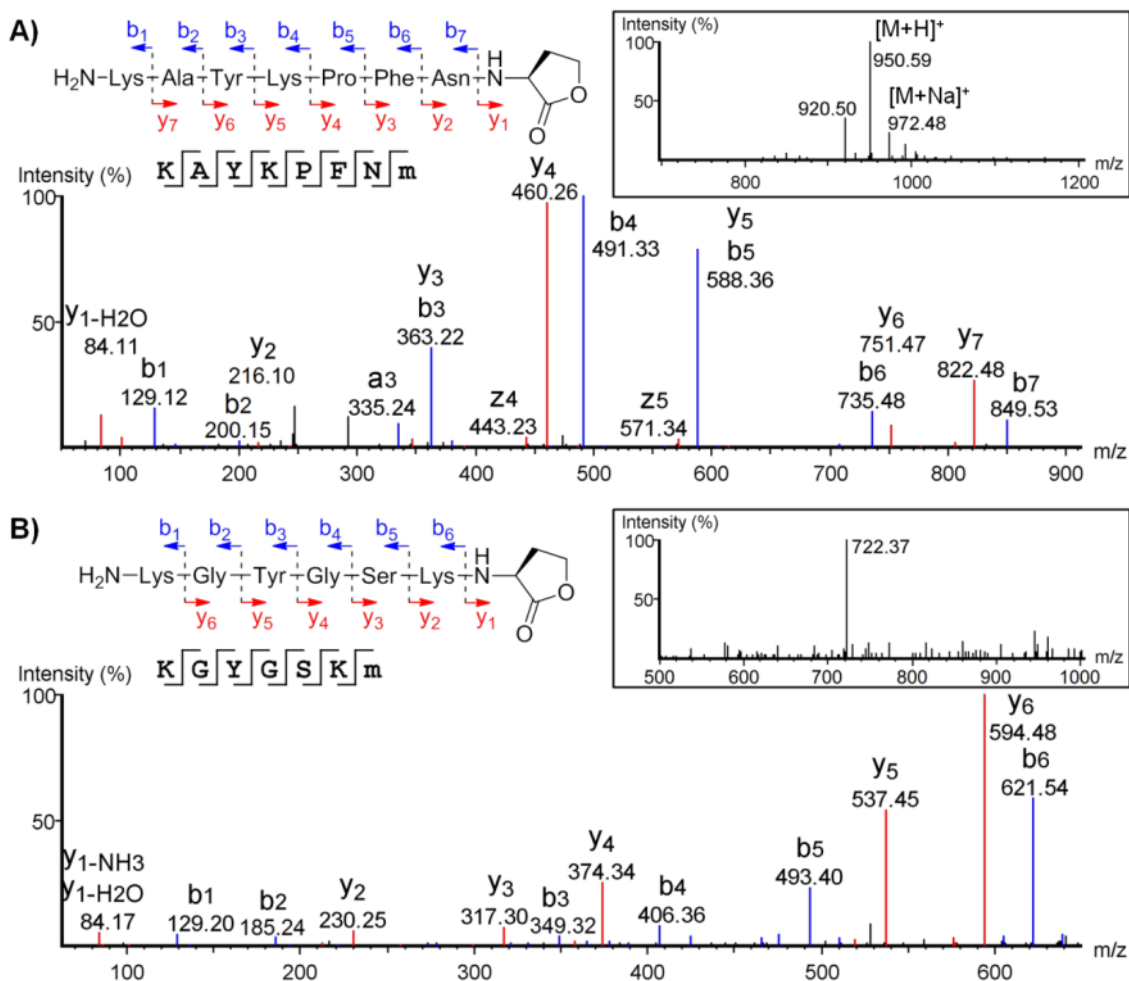 A)
b1 b2 b3 b4 b5 b6 b7
H2N-Lys-Ala-Tyr-Lys-Pro-Phe-Asn-N
H
O
O
y7 y6 y5 y4 y3 y2 y1
K A Y K P F N m
Intensity (%)
100
50
[M+H]+
950.59
920.50
[M+Na]+
972.48
800 1000 1200
m/z
Intensity (%)
100
50
y1-H2O
84.11
b1
129.12
b2
200.15
y2
216.10
a3
335.24
y3
b3
363.22
z4
443.23
y4
460.26
b4
491.33
z5
571.34
y5
b5
588.36
b6
735.48
y6
751.47
y7
822.48
b7
849.53
100 200 300 400 500 600 700 800 900
m/z
B)
b1 b2 b3 b4 b5 b6
H2N-Lys-Gly-Tyr-Gly-Ser-Lys-N
H
O
O
y6 y5 y4 y3 y2 y1
K G Y G S K m
Intensity (%)
100
50
722.37
500 600 700 800 900 1000
m/z
Intensity (%)
100
50
y1-NH3
y1-H2O
84.17
b1
129.20
b2
185.24
y2
230.25
y3
317.30
b3
349.32
y4
374.34
b4
406.36
b5
493.40
y5
537.45
y6
594.48
b6
621.54
100 200 300 400 500 600
m/z